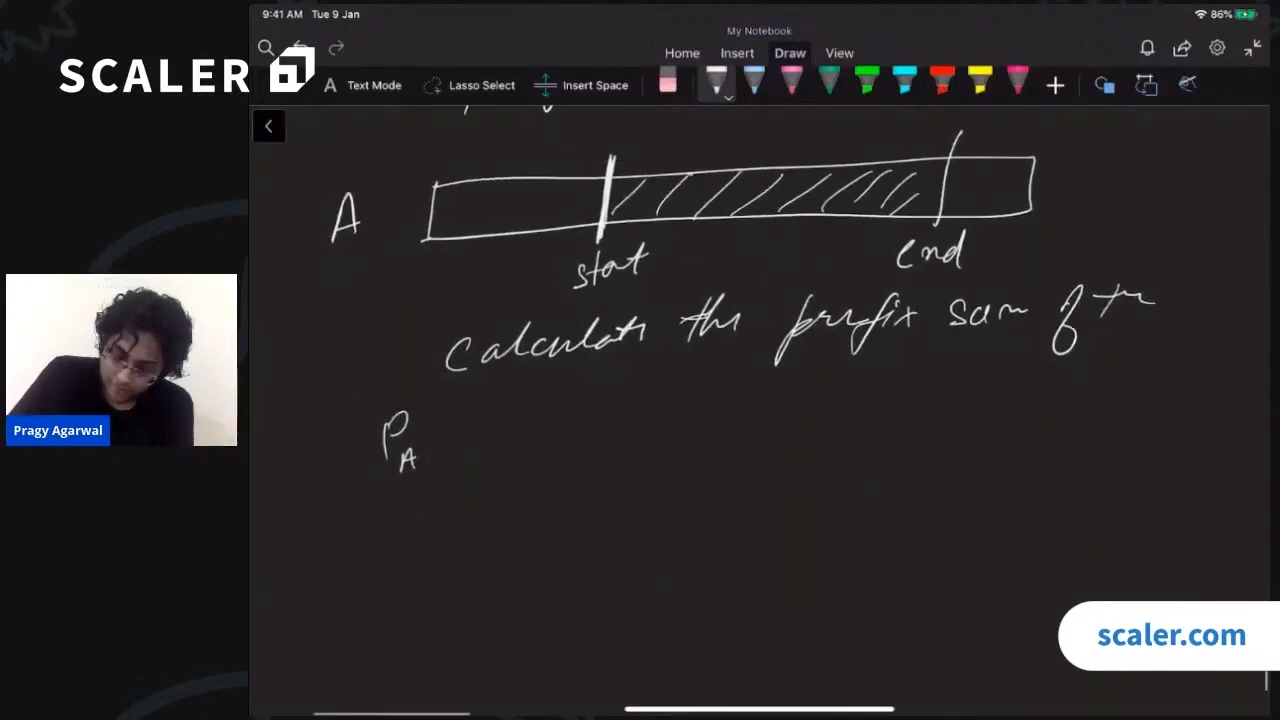 9:41 AM Tue 9 Jan
86%
My Notebook
Home Insert Draw View
SCALER
A Text Mode Lasso Select Insert Space
A
start end
calculate the prefix sum of the
Pragy Agarwal
P A
scaler.com